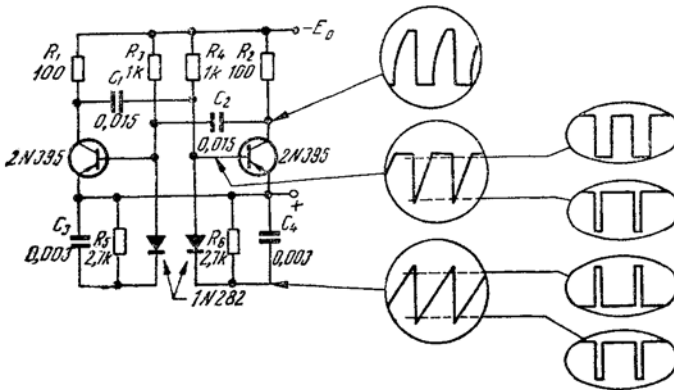 -E₀
R₁
100
R₃
1k
R₄
1k
R₂
100
C₁
0,015
C₂
0,015
2N395
2N395
+
C₃
0,003
R₅
2,7k
R₆
2,7k
C₄
0,003
1N282